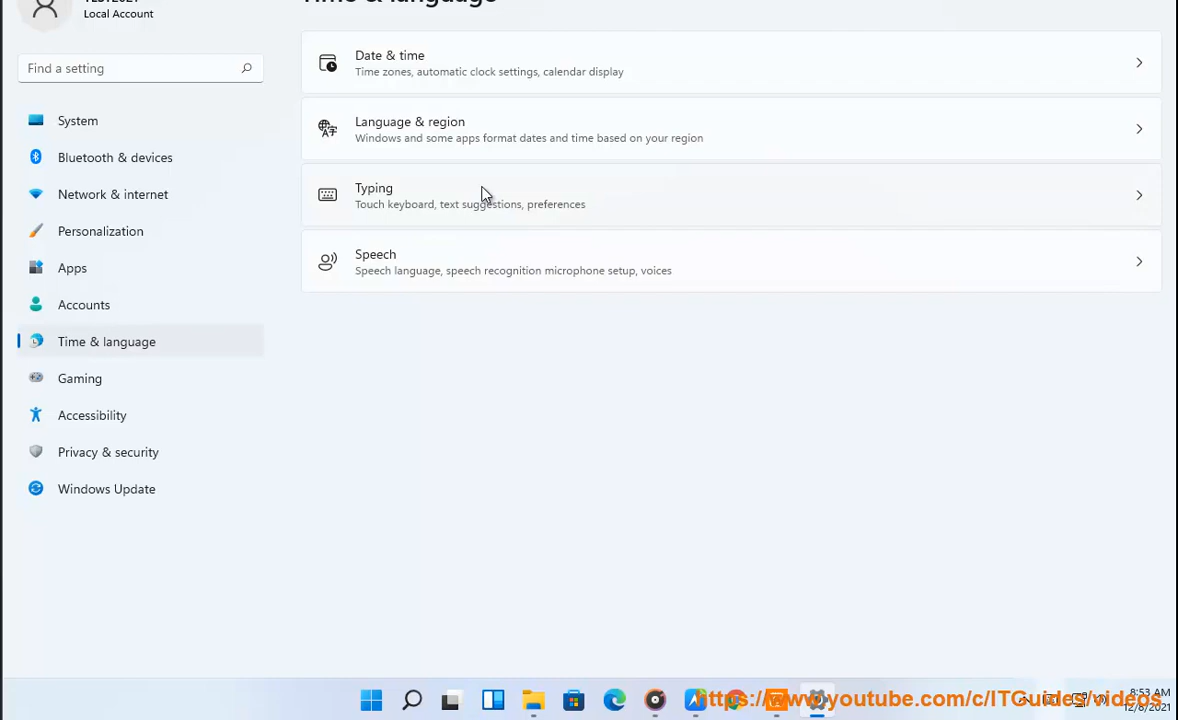 Time & language
Local Account
Find a setting
System
Bluetooth & devices
Network & internet
Personalization
Apps
Accounts
Time & language
Gaming
Accessibility
Privacy & security
Windows Update
Date & time
Time zones, automatic clock settings, calendar display
Language & region
Windows and some apps format dates and time based on your region
Typing
Touch keyboard, text suggestions, preferences
Speech
Speech language, speech recognition microphone setup, voices
https://www.youtube.com/c/ITGuides/videos
8:53 AM
12/8/2021